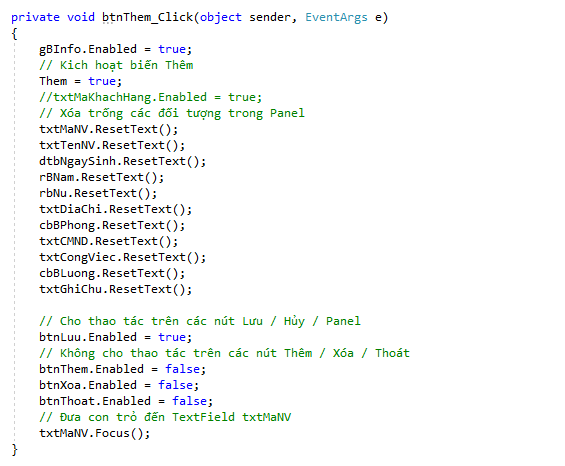 private void btnThem_Click(object sender, EventArgs e)
{
gBInfo.Enabled = true;
// Kich hoạt biến Thêm
Them = true;
//txtMaKhachHang.Enabled = true;
// Xóa trống các đối tượng trong Panel
txtMaNV.ResetText();
txtTenNV.ResetText();
dtbNgaySinh.ResetText();
rBNam.ResetText();
rbNu.ResetText();
txtDiaChi.ResetText();
cbBPhong.ResetText();
txtCMND.ResetText();
txtCongViec.ResetText();
cbBLuong.ResetText();
txtGhiChu.ResetText();
// Cho thao tác trên các nút Lưu / Hủy / Panel
btnLuu.Enabled = true;
// Không cho thao tác trên các nút Thêm / Xóa / Thoát
btnThem.Enabled = false;
btnXoa.Enabled = false;
btnThoat.Enabled = false;
// Đưa con trỏ đến TextField txtMaNV
txtMaNV.Focus();
}